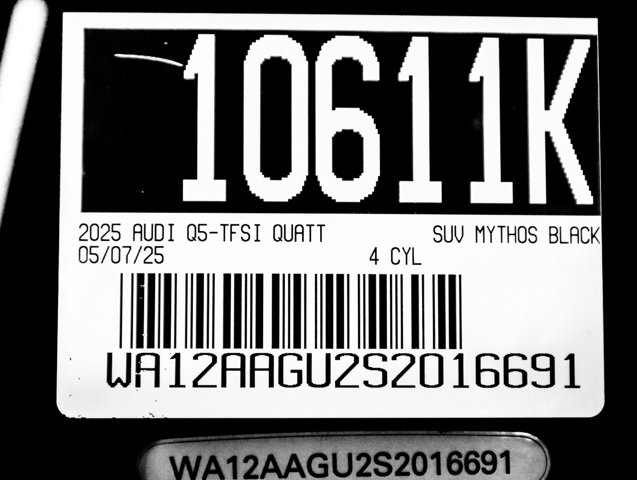 10611K
2025 AUDI Q5-TFSI QUATT SUV MYTHOS BLACK
05/07/25 4 CYL
WA12AAGU2S2016691
WA12AAGU2S2016691